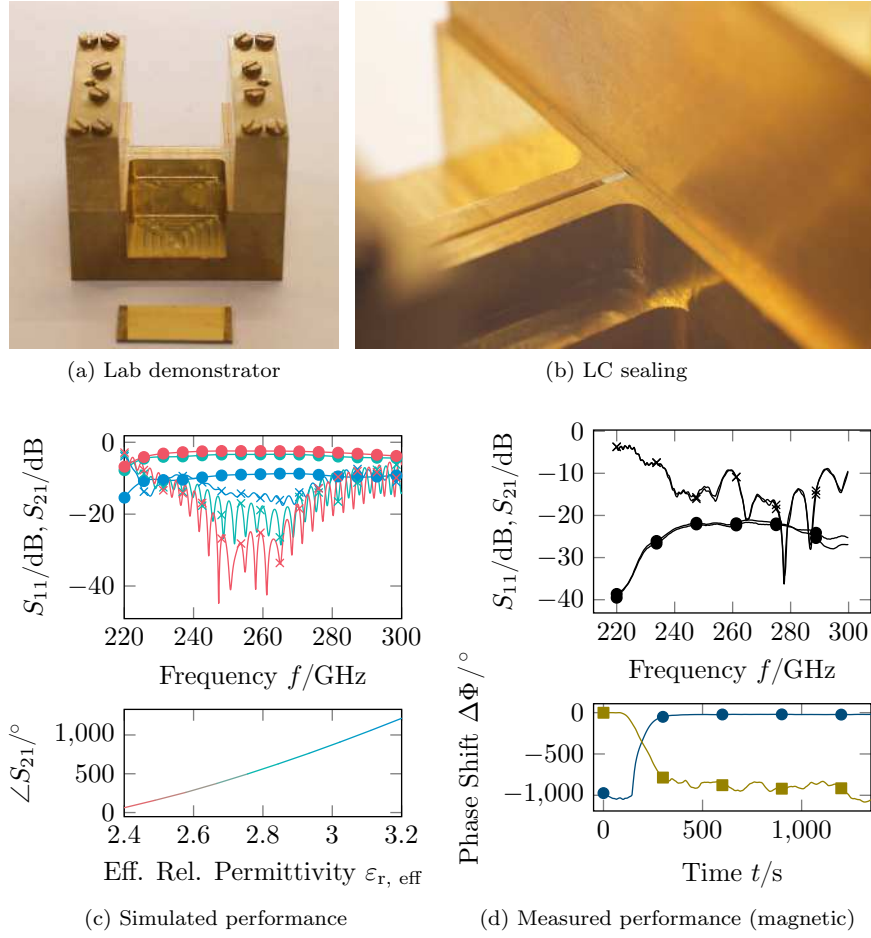 (a) Lab demonstrator
(b) LC sealing
S11/dB, S21/dB
0
−20
−40
220 240 260 280 300
Frequency f/GHz
S11/dB, S21/dB
0
−10
−20
−30
−40
220 240 260 280 300
Frequency f/GHz
∠S21/°
1,000
500
0
2.4 2.6 2.8 3 3.2
Eff. Rel. Permittivity εr, eff
(c) Simulated performance
Phase Shift ΔΦ/°
0
−500
−1,000
0 500 1,000
Time t/s
(d) Measured performance (magnetic)